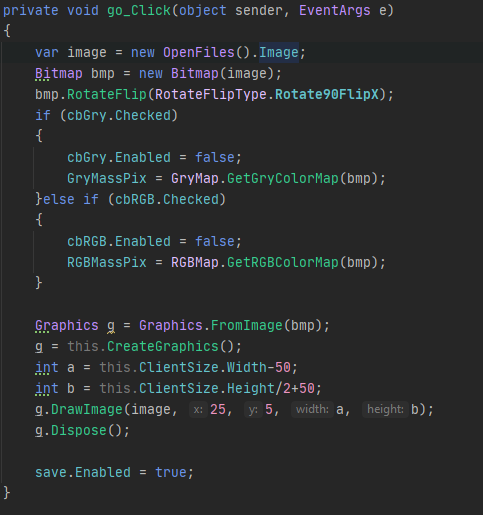 private void go_Click(object sender, EventArgs e)
{
    var image = new OpenFiles().Image;
    Bitmap bmp = new Bitmap(image);
    bmp.RotateFlip(RotateFlipType.Rotate90FlipX);
    if (cbGry.Checked)
    {
        cbGry.Enabled = false;
        GryMassPix = GryMap.GetGryColorMap(bmp);
    }else if (cbRGB.Checked)
    {
        cbRGB.Enabled = false;
        RGBMassPix = RGBMap.GetRGBColorMap(bmp);
    }

    Graphics g = Graphics.FromImage(bmp);
    g = this.CreateGraphics();
    int a = this.ClientSize.Width-50;
    int b = this.ClientSize.Height/2+50;
    g.DrawImage(image, x: 25, y: 5, width: a, height: b);
    g.Dispose();

    save.Enabled = true;
}